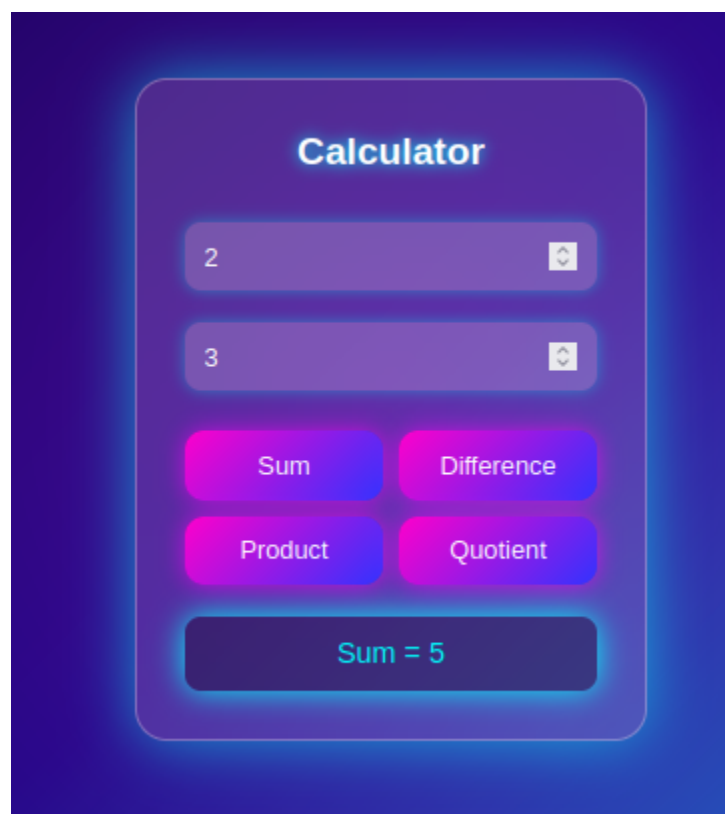 Calculator
2
3
Sum Difference
Product Quotient
Sum = 5